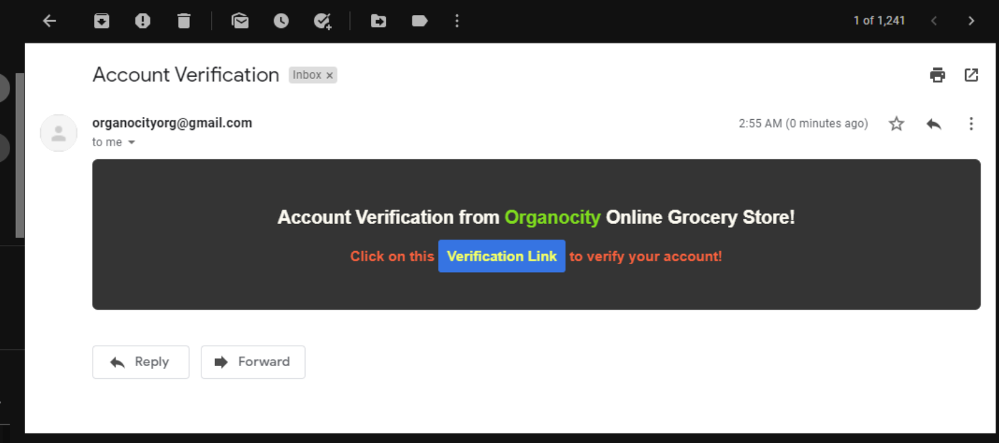 1 of 1,241
Account Verification Inbox ×
organocityorg@gmail.com 2:55 AM (0 minutes ago)
to me
Account Verification from Organocity Online Grocery Store!
Click on this Verification Link to verify your account!
Reply Forward